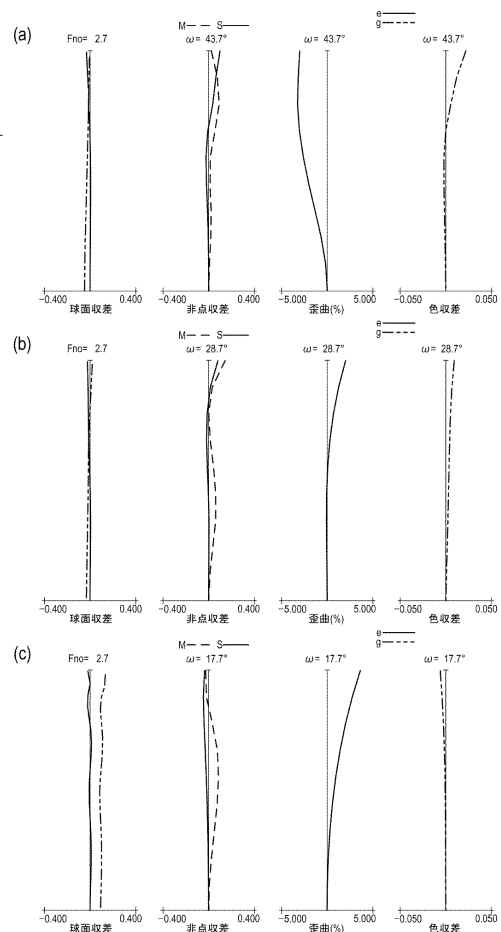 (a)
Fno= 2.7
M S
ω= 43.7°
ω= 43.7°
e
g
ω= 43.7°
-0.400 0.400
球面収差
-0.400 0.400
非点収差
-5.000 5.000
歪曲(%)
-0.050 0.050
色収差
(b)
Fno= 2.7
M S
ω= 28.7°
ω= 28.7°
e
g
ω= 28.7°
-0.400 0.400
球面収差
-0.400 0.400
非点収差
-5.000 5.000
歪曲(%)
-0.050 0.050
色収差
(c)
Fno= 2.7
M S
ω= 17.7°
ω= 17.7°
e
g
ω= 17.7°
-0.400 0.400
球面収差
-0.400 0.400
非点収差
-5.000 5.000
歪曲(%)
-0.050 0.050
色収差